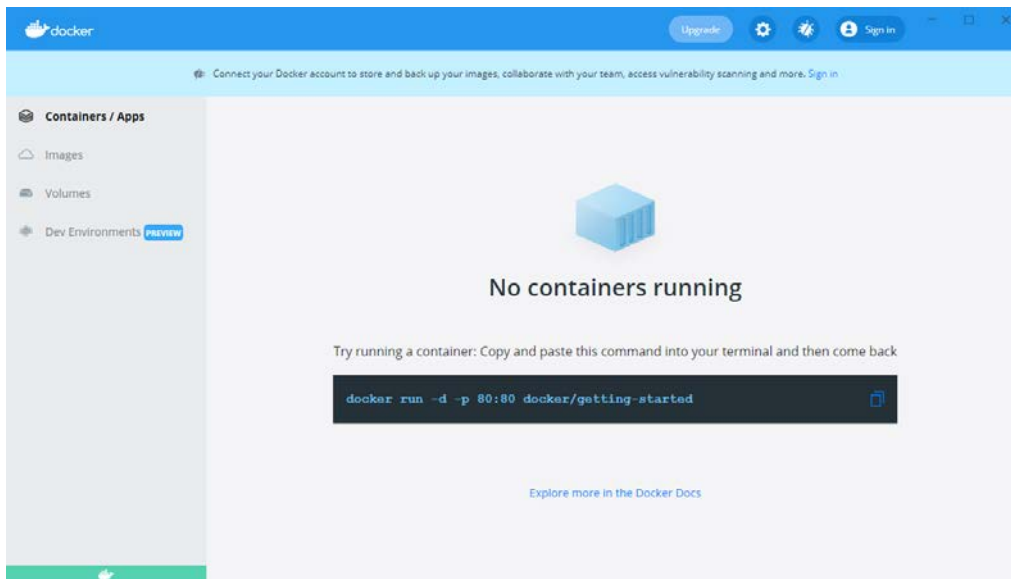 docker
Upgrade
Sign in
Connect your Docker account to store and back up your images, collaborate with your team, access vulnerability scanning and more. Sign in
Containers / Apps
Images
Volumes
Dev Environments PREVIEW
No containers running
Try running a container: Copy and paste this command into your terminal and then come back
docker run -d -p 80:80 docker/getting-started
Explore more in the Docker Docs